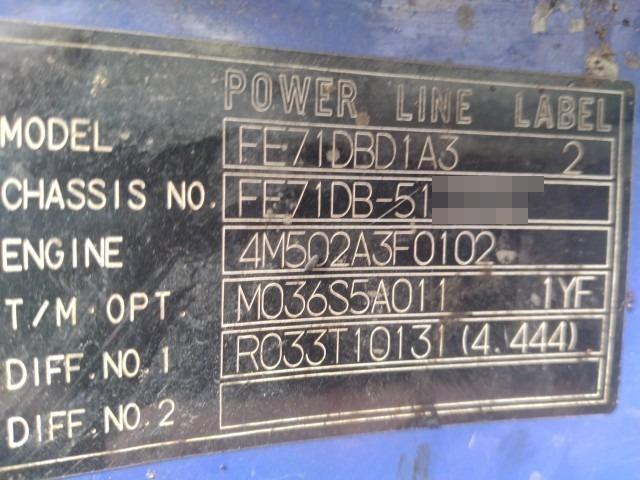 POWER LINE LABEL
MODEL FE71DBD1A3 2
CHASSIS NO. FE71DB-51
ENGINE 4M502A3F0102
T/M OPT. M036S5A011 1YF
DIFF.NO.1 R033T10131 (4.444)
DIFF.NO.2